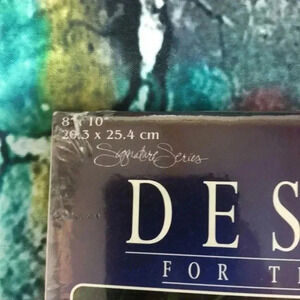 8" x 10"
20.3 x 25.4 cm
Signature Series
DES
FOR T